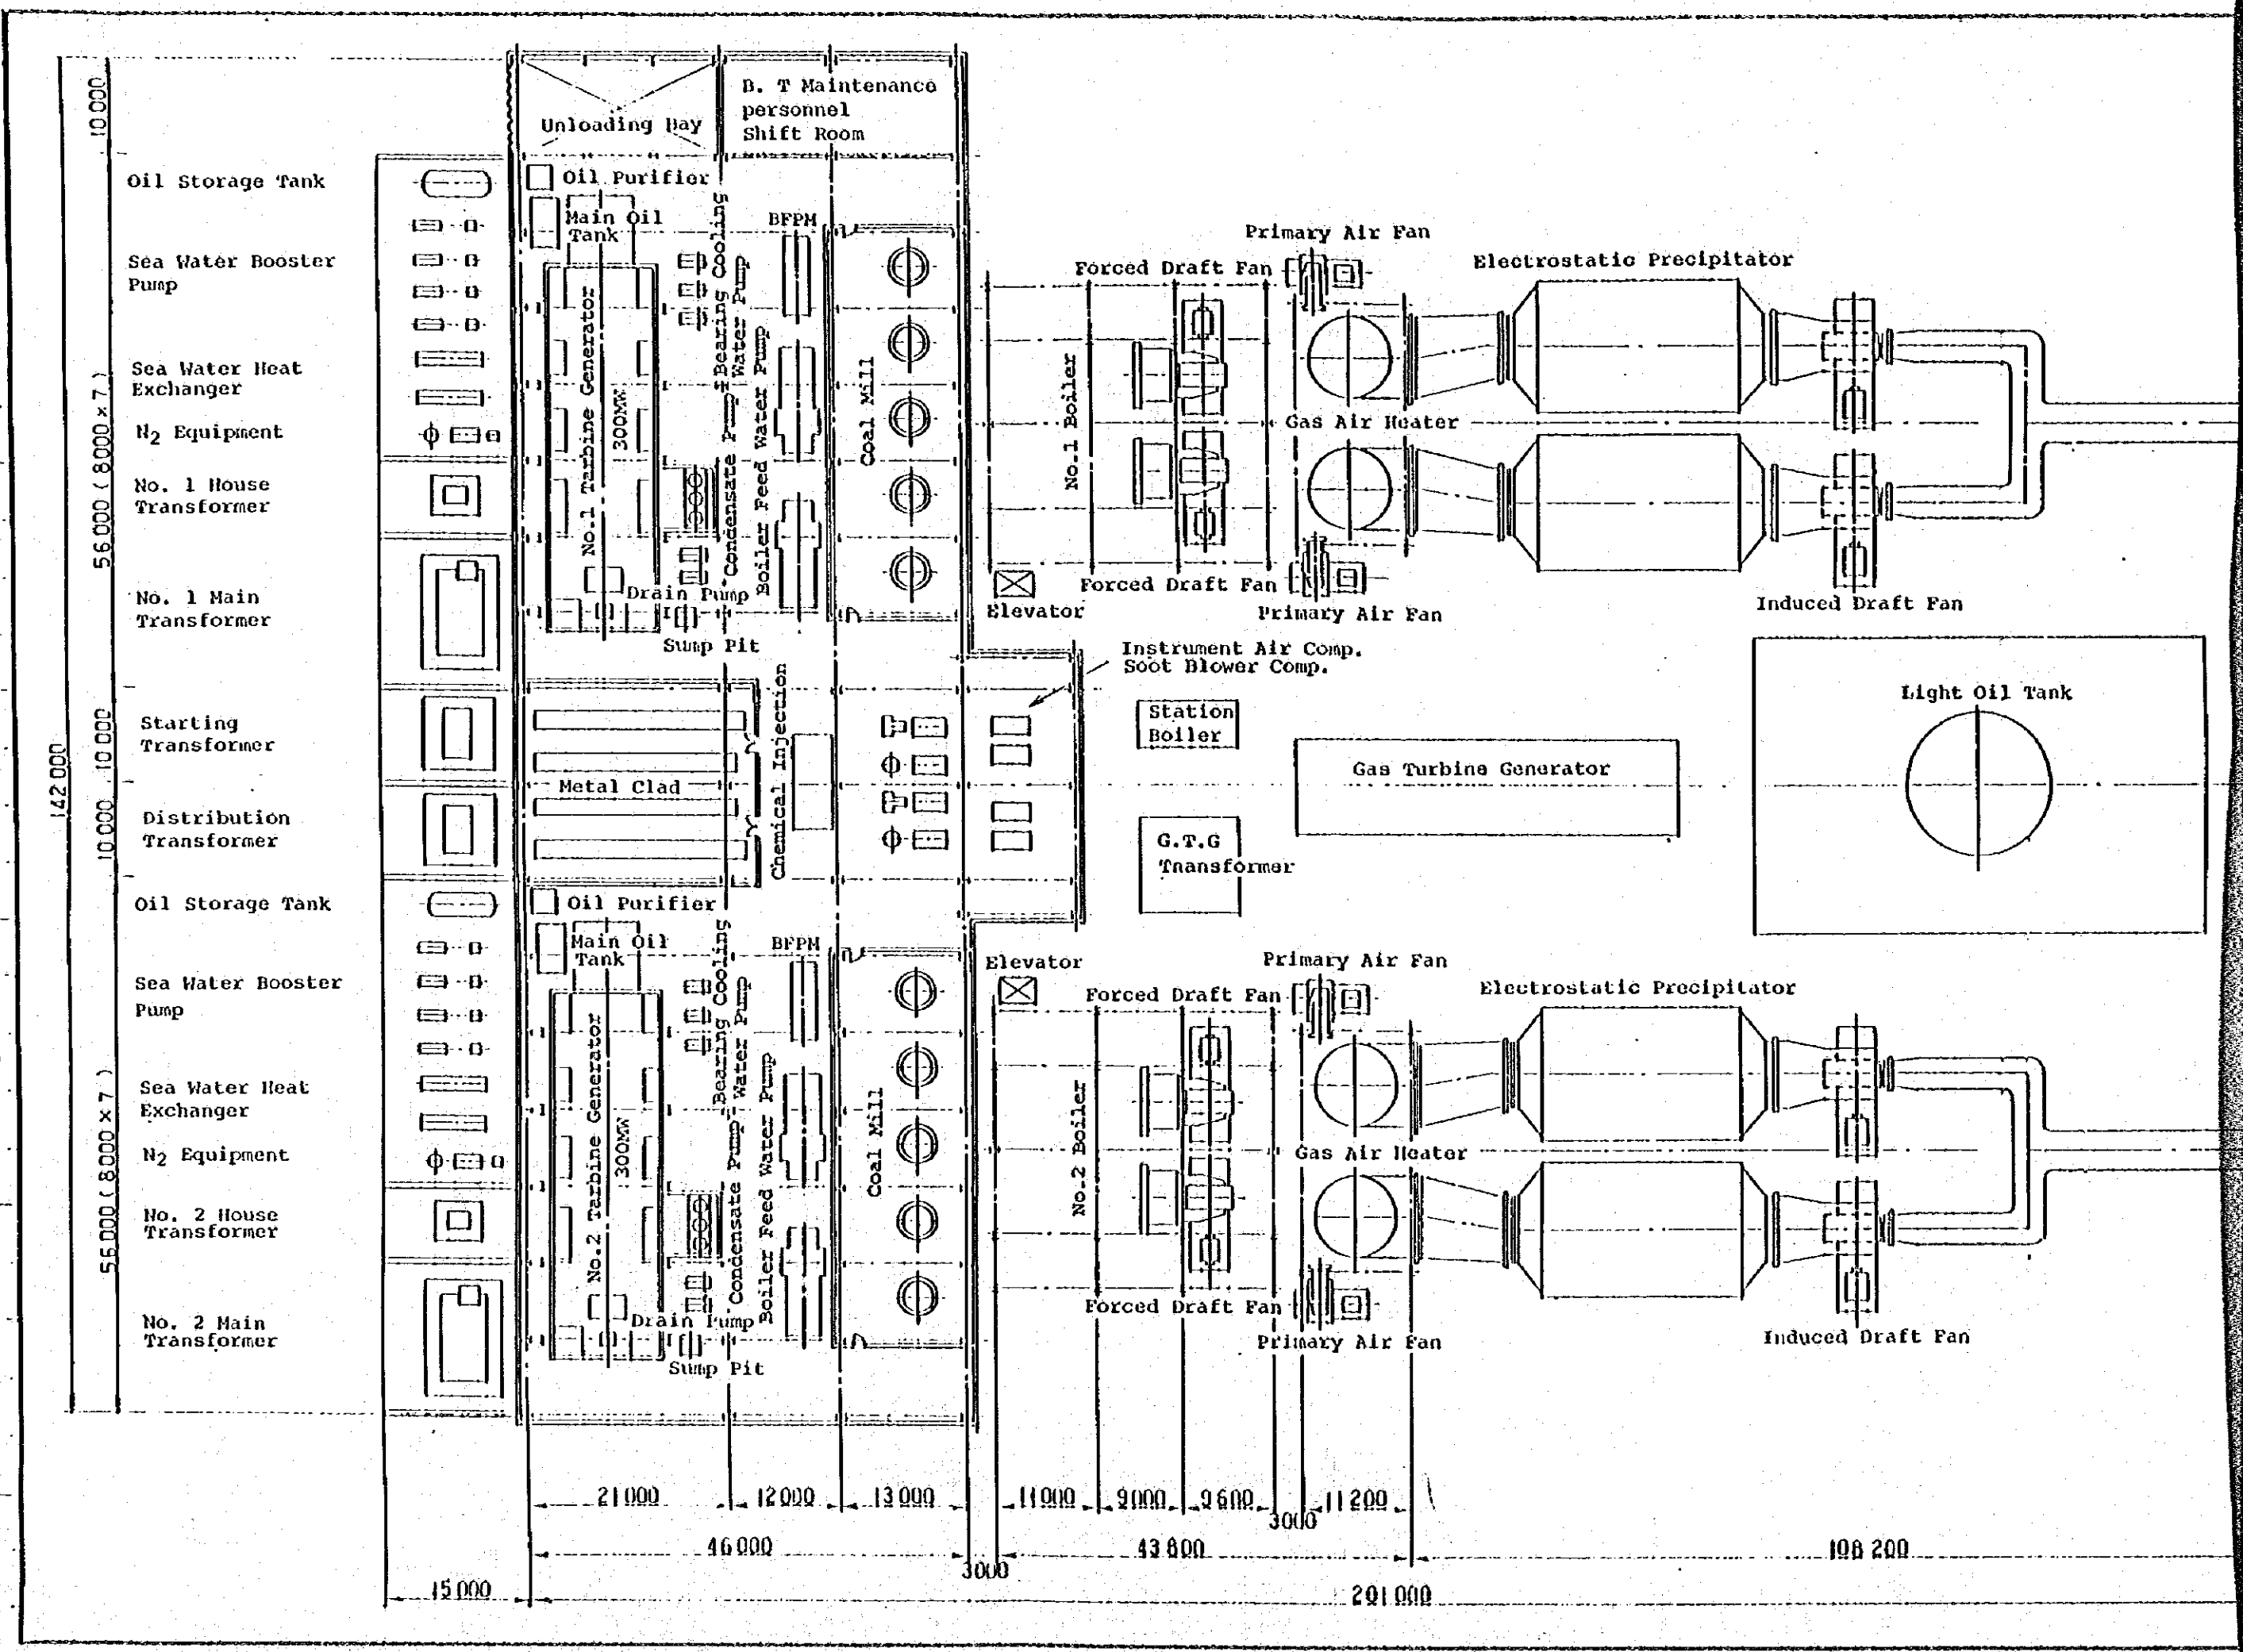 10 000
56 000 ( 8000 × 7 )
10 000
10 000
142 000
56 000 ( 8000 × 7 )
Oil Storage Tank
Sea Water Booster
Pump
Sea Water Heat
Exchanger
N2 Equipment
No. 1 House
Transformer
No. 1 Main
Transformer
Starting
Transformer
Distribution
Transformer
Oil Storage Tank
Sea Water Booster
Pump
Sea Water Heat
Exchanger
N2 Equipment
No. 2 House
Transformer
No. 2 Main
Transformer
Unloading Bay
B. T Maintenance
personnel
Shift Room
Oil Purifier
Main Oil
Tank
No.1 Tarbine Generator
300MW
Bearing Cooling
Water Pump
Condensate Pump
Boiler Feed Water Pump
BFPM
Coal Mill
Drain Pump
Sump Pit
No.1 Boiler
Elevator
Forced Draft Fan
Primary Air Fan
Gas Air Heater
Forced Draft Fan
Primary Air Fan
Electrostatic Precipitator
Induced Draft Fan
Metal Clad
Chemical Injection
Instrument Air Comp.
Soot Blower Comp.
Station
Boiler
G.T.G
Tnansformer
Gas Turbine Generator
Light Oil Tank
Oil Purifier
Main Oil
Tank
No.2 Tarbine Generator
300MW
Bearing Cooling
Water Pump
Condensate Pump
Boiler Feed Water Pump
BFPM
Coal Mill
Drain Pump
Sump Pit
Elevator
No.2 Boiler
Forced Draft Fan
Primary Air Fan
Gas Air Heater
Forced Draft Fan
Primary Air Fan
Electrostatic Precipitator
Induced Draft Fan
21 000
12 000
13 000
11 000
9000
9600
3000
11 200
46 000
3000
43 800
108 200
15 000
201 000